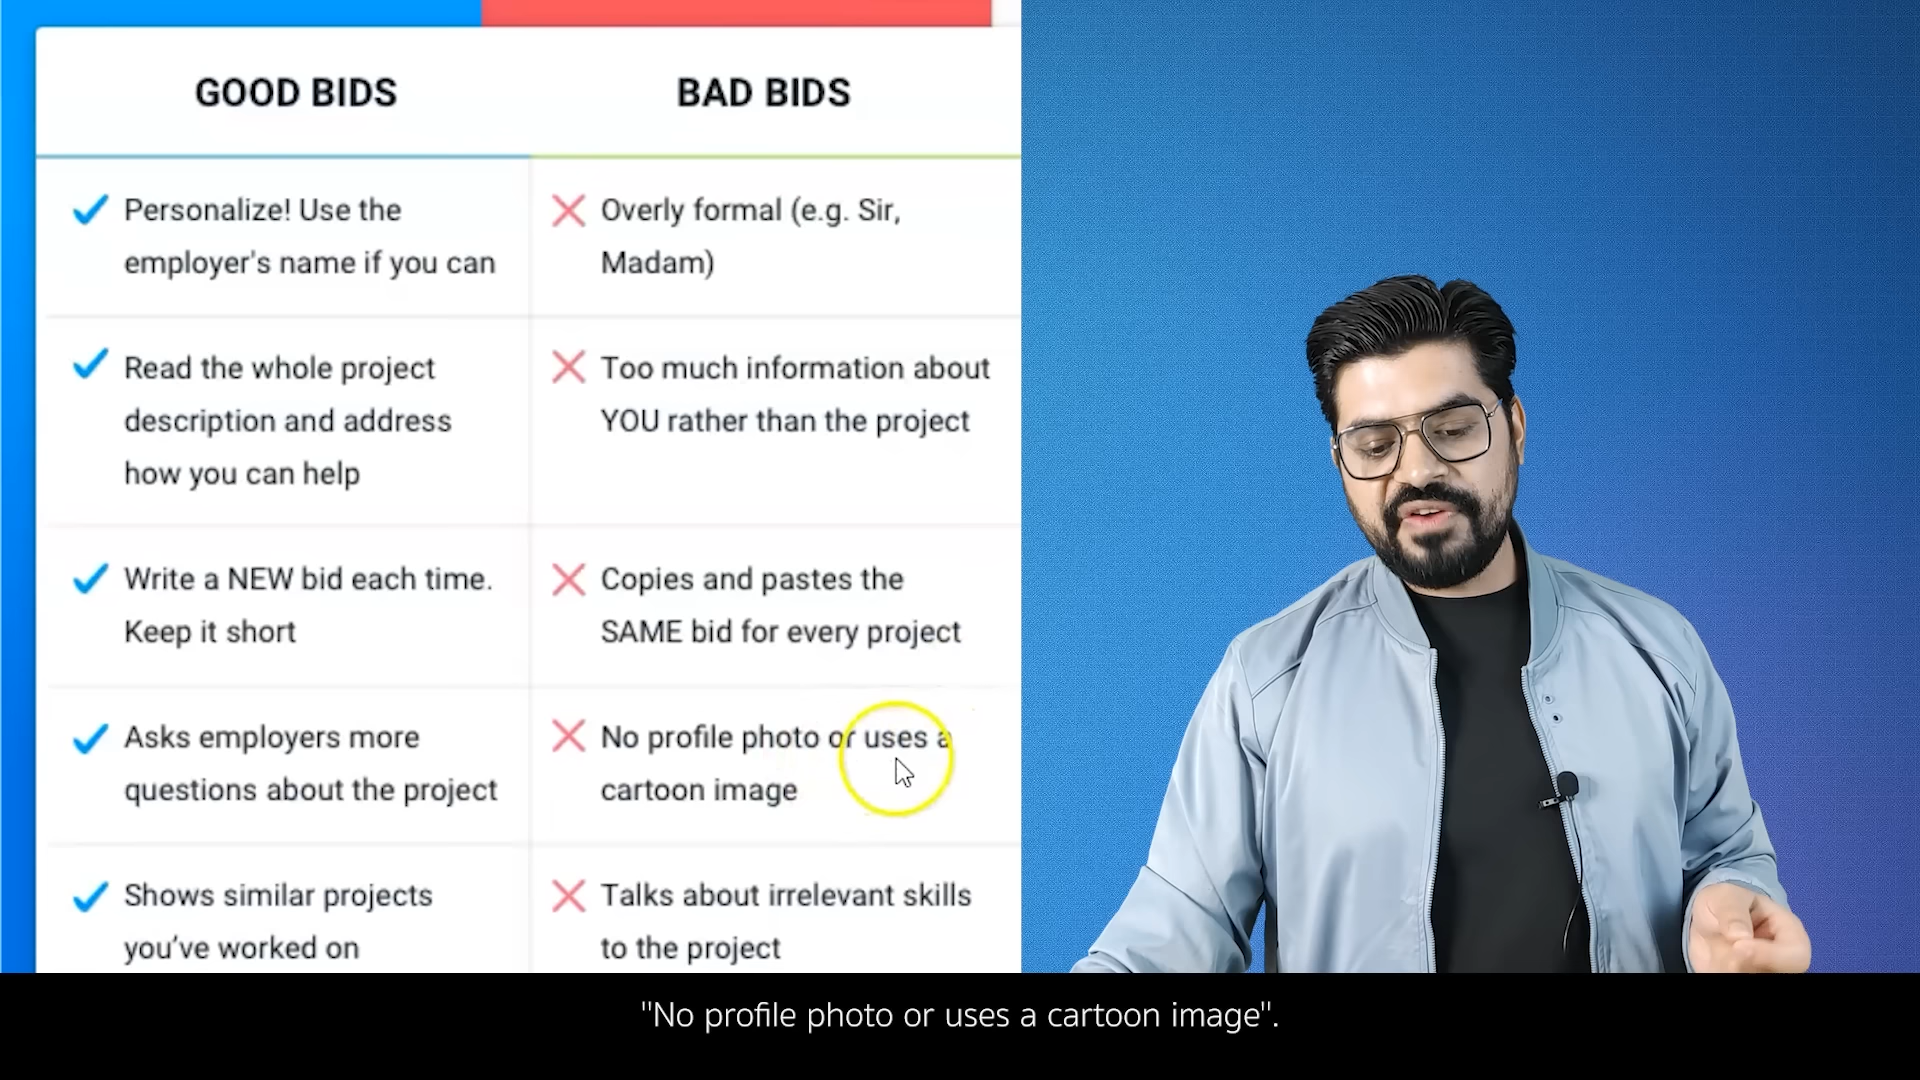 GOOD BIDS
BAD BIDS
Personalize! Use the
employer's name if you can
Overly formal (e.g. Sir,
Madam)
Read the whole project
description and address
how you can help
Too much information about
YOU rather than the project
Write a NEW bid each time.
Keep it short
Copies and pastes the
SAME bid for every project
Asks employers more
questions about the project
No profile photo or uses a
cartoon image
Shows similar projects
you've worked on
Talks about irrelevant skills
to the project
"No profile photo or uses a cartoon image".